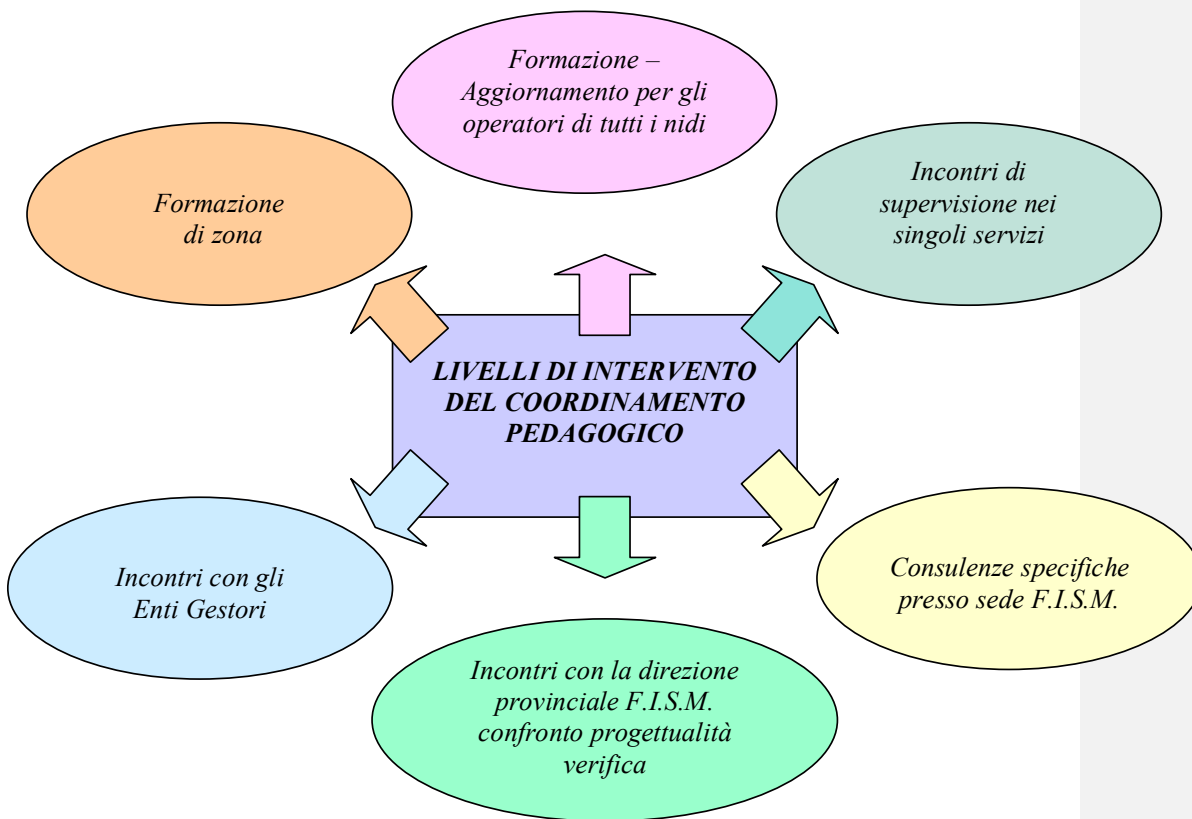 Formazione –
Aggiornamento per gli
operatori di tutti i nidi
Formazione
di zona
Incontri di
supervisione nei
singoli servizi
LIVELLI DI INTERVENTO
DEL COORDINAMENTO
PEDAGOGICO
Incontri con gli
Enti Gestori
Consulenze specifiche
presso sede F.I.S.M.
Incontri con la direzione
provinciale F.I.S.M.
confronto progettualità
verifica